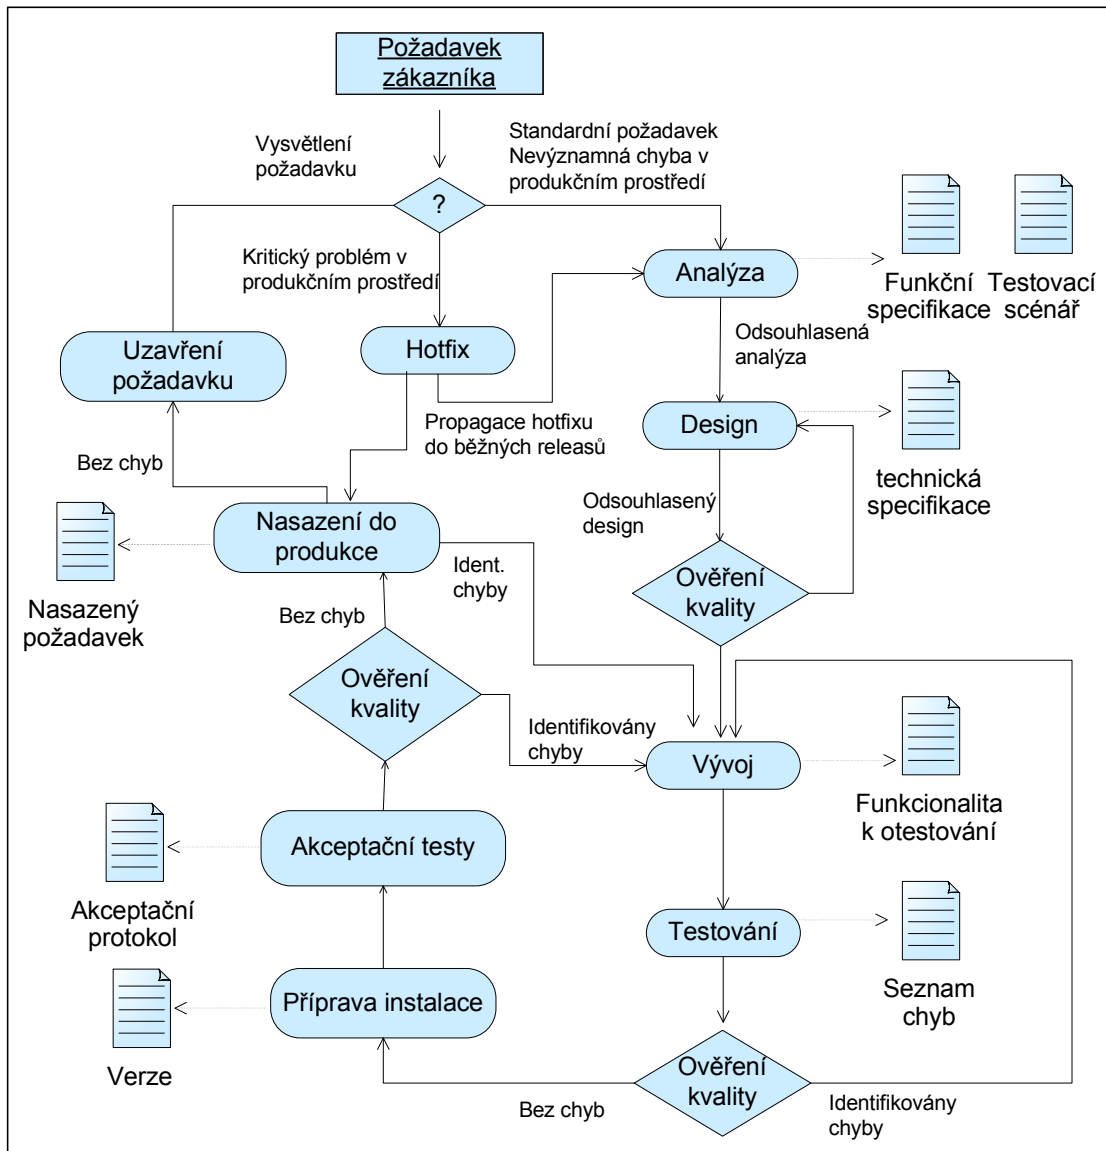 Požadavek
zákazníka
Vysvětlení
požadavku
Standardní požadavek
Nevýznamná chyba v
produkčním prostředí
?
Kritický problém v
produkčním prostředí
Analýza
Funkční
specifikace
Testovací
scénář
Uzavření
požadavku
Hotfix
Odsouhlasená
analýza
Propagace hotfixu
do běžných releasů
Design
technická
specifikace
Bez chyb
Odsouhlasený
design
Nasazení do
produkce
Nasazený
požadavek
Ident.
chyby
Ověření
kvality
Bez chyb
Ověření
kvality
Identifikovány
chyby
Vývoj
Funkcionalita
k otestování
Akceptační testy
Akceptační
protokol
Testování
Seznam
chyb
Příprava instalace
Verze
Ověření
kvality
Bez chyb
Identifikovány
chyby